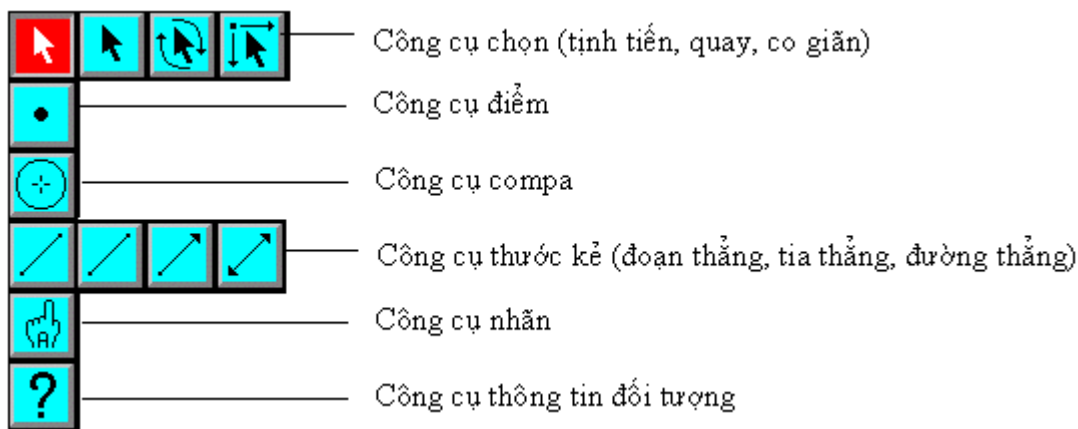 Công cụ chọn (tịnh tiến, quay, co giãn)
Công cụ điểm
Công cụ compa
Công cụ thước kẻ (đoạn thẳng, tia thẳng, đường thẳng)
A
Công cụ nhãn
?
Công cụ thông tin đối tượng